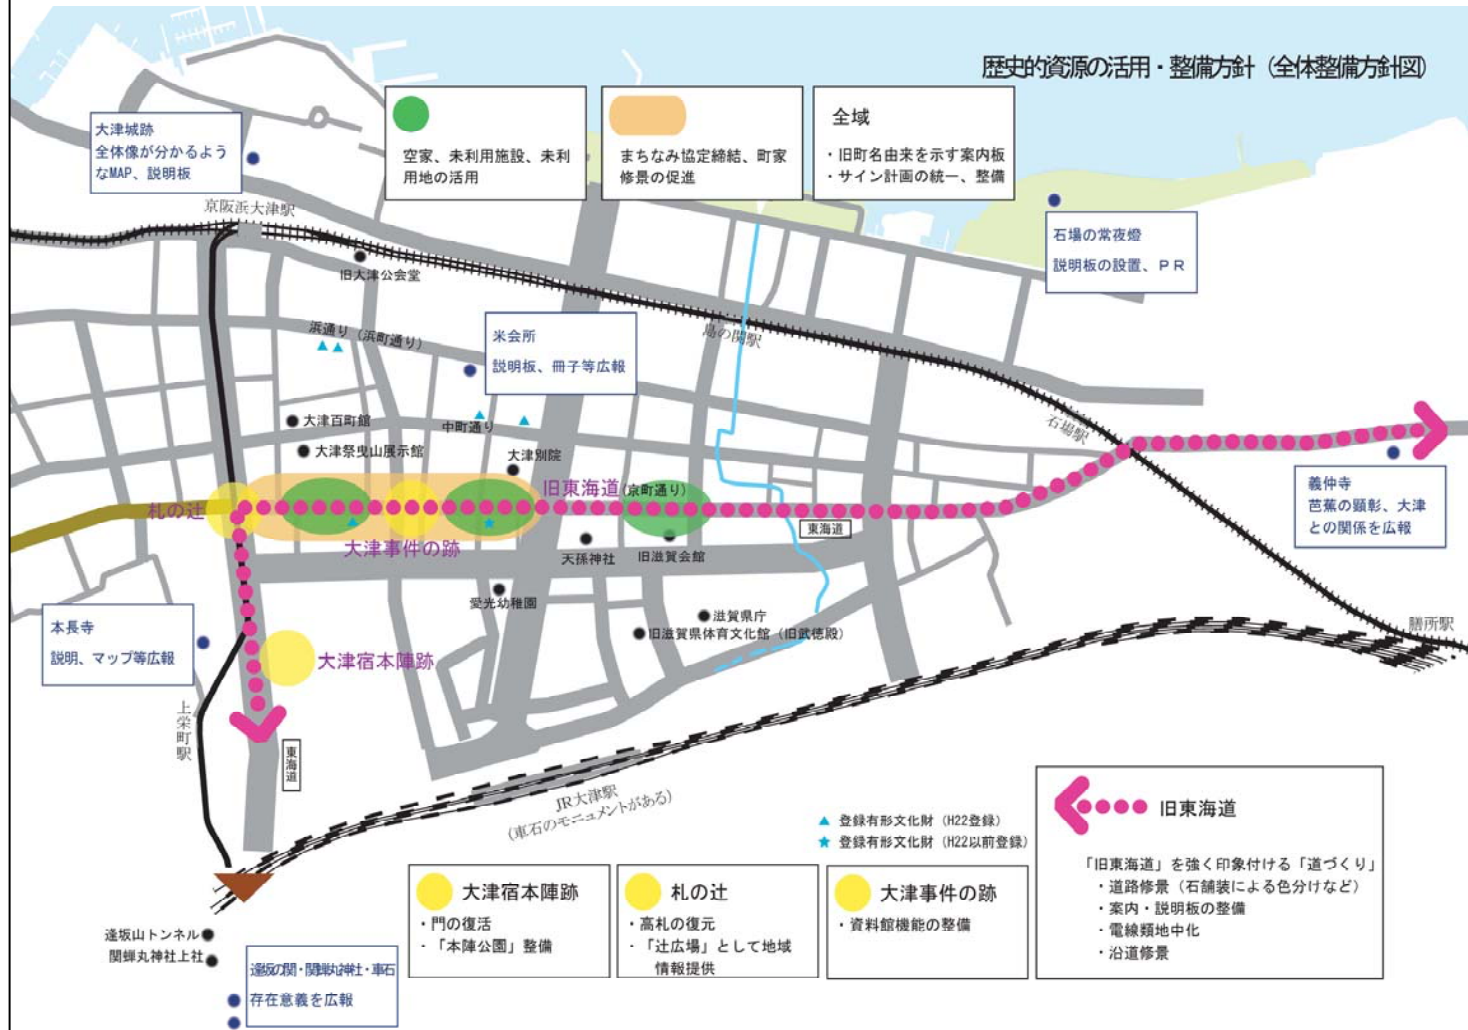 歴史的資源の活用・整備方針（全体整備方針図）
大津城跡
全体像が分かるよう
なMAP、説明板
空家、未利用施設、未利
用地の活用
まちなみ協定締結、町家
修景の促進
全域
・旧町名由来を示す案内板
・サイン計画の統一、整備
石場の常夜燈
説明板の設置、ＰＲ
京阪浜大津駅
旧大津公会堂
島の関駅
浜通り（浜町通り）
米会所
説明板、冊子等広報
大津百町館
中町通り
石場駅
大津祭曳山展示館
大津別院
旧東海道(京町通り)
札の辻
東海道
義仲寺
芭蕉の顕彰、大津
との関係を広報
大津事件の跡
天孫神社
旧滋賀会館
愛光幼稚園
滋賀県庁
旧滋賀県体育文化館（旧武徳殿）
膳所駅
本長寺
説明、マップ等広報
大津宿本陣跡
上栄町駅
東海道
JR大津駅
（車石のモニュメントがある）
▲ 登録有形文化財（H22登録）
★ 登録有形文化財（H22以前登録）
旧東海道
「旧東海道」を強く印象付ける「道づくり」
・道路修景（石舗装による色分けなど）
・案内・説明板の整備
・電線類地中化
・沿道修景
大津宿本陣跡
・門の復活
・「本陣公園」整備
札の辻
・高札の復元
・「辻広場」として地域
情報提供
大津事件の跡
・資料館機能の整備
逢坂山トンネル
関蝉丸神社上社
逢坂の関・関蝉丸神社・車石
存在意義を広報